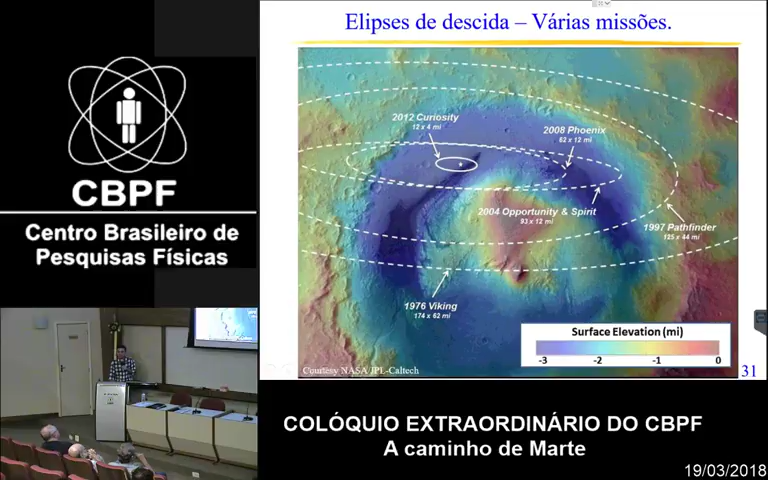 Elipses de descida – Várias missões.
2012 Curiosity
12 x 4 mi
2008 Phoenix
62 x 12 mi
2004 Opportunity & Spirit
93 x 12 mi
1997 Pathfinder
125 x 44 mi
1976 Viking
174 x 62 mi
Surface Elevation (mi)
-3 -2 -1 0
Courtesy NASA/JPL-Caltech
31
CBPF
Centro Brasileiro de
Pesquisas Físicas
COLÓQUIO EXTRAORDINÁRIO DO CBPF
A caminho de Marte
19/03/2018